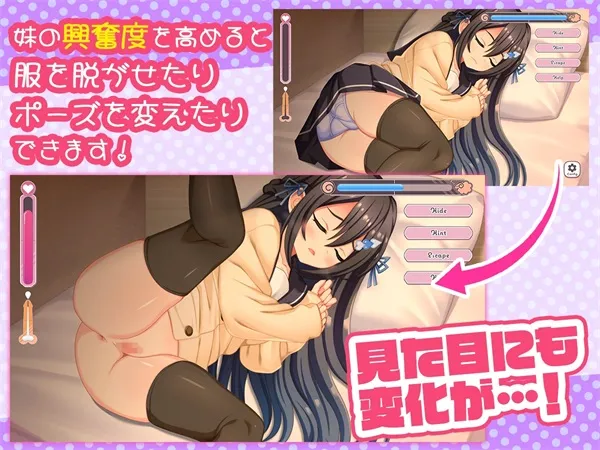 妹の興奮度を高めると
服を脱がせたり
ポーズを変えたり
できます！
Hide
Hint
Escape
Help
Config
Hide
Hint
Escape
見た目にも
変化が…！